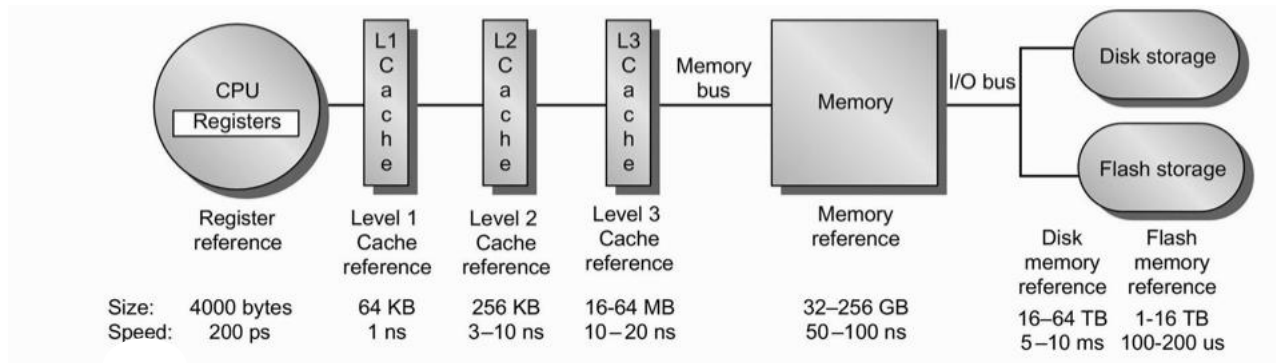 CPU
Registers
L1
C
a
c
h
e
L2
C
a
c
h
e
L3
C
a
c
h
e
Memory
bus
Memory
I/O bus
Disk storage
Flash storage
Register
reference
Level 1
Cache
reference
Level 2
Cache
reference
Level 3
Cache
reference
Memory
reference
Disk
memory
reference
Flash
memory
reference
Size: 4000 bytes 64 KB 256 KB 16-64 MB 32–256 GB 16–64 TB 1-16 TB
Speed: 200 ps 1 ns 3–10 ns 10–20 ns 50–100 ns 5–10 ms 100-200 us